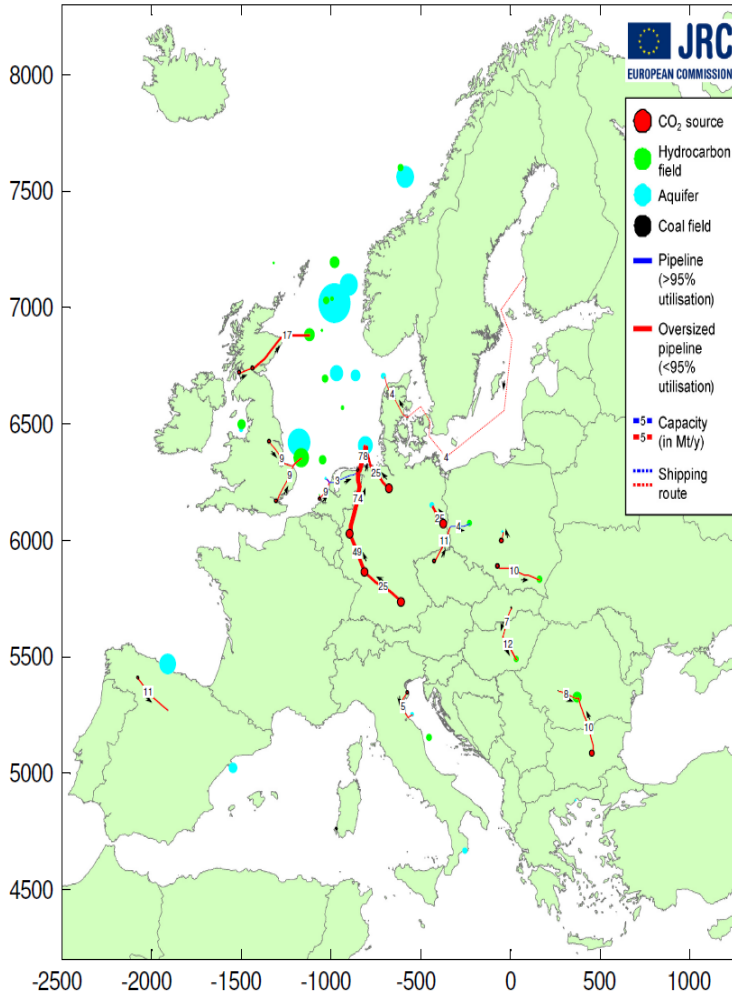 JRC
EUROPEAN COMMISSION
CO2 source
Hydrocarbon
field
Aquifer
Coal field
Pipeline
(>95%
utilisation)
Oversized
pipeline
(<95%
utilisation)
5 Capacity
5 (in Mt/y)
Shipping
route
8000
7500
7000
6500
6000
5500
5000
4500
17
9
9
9
3
78
74
25
49
25
4
4
25
4
11
10
7
12
8
10
5
11
-2500 -2000 -1500 -1000 -500 0 500 1000